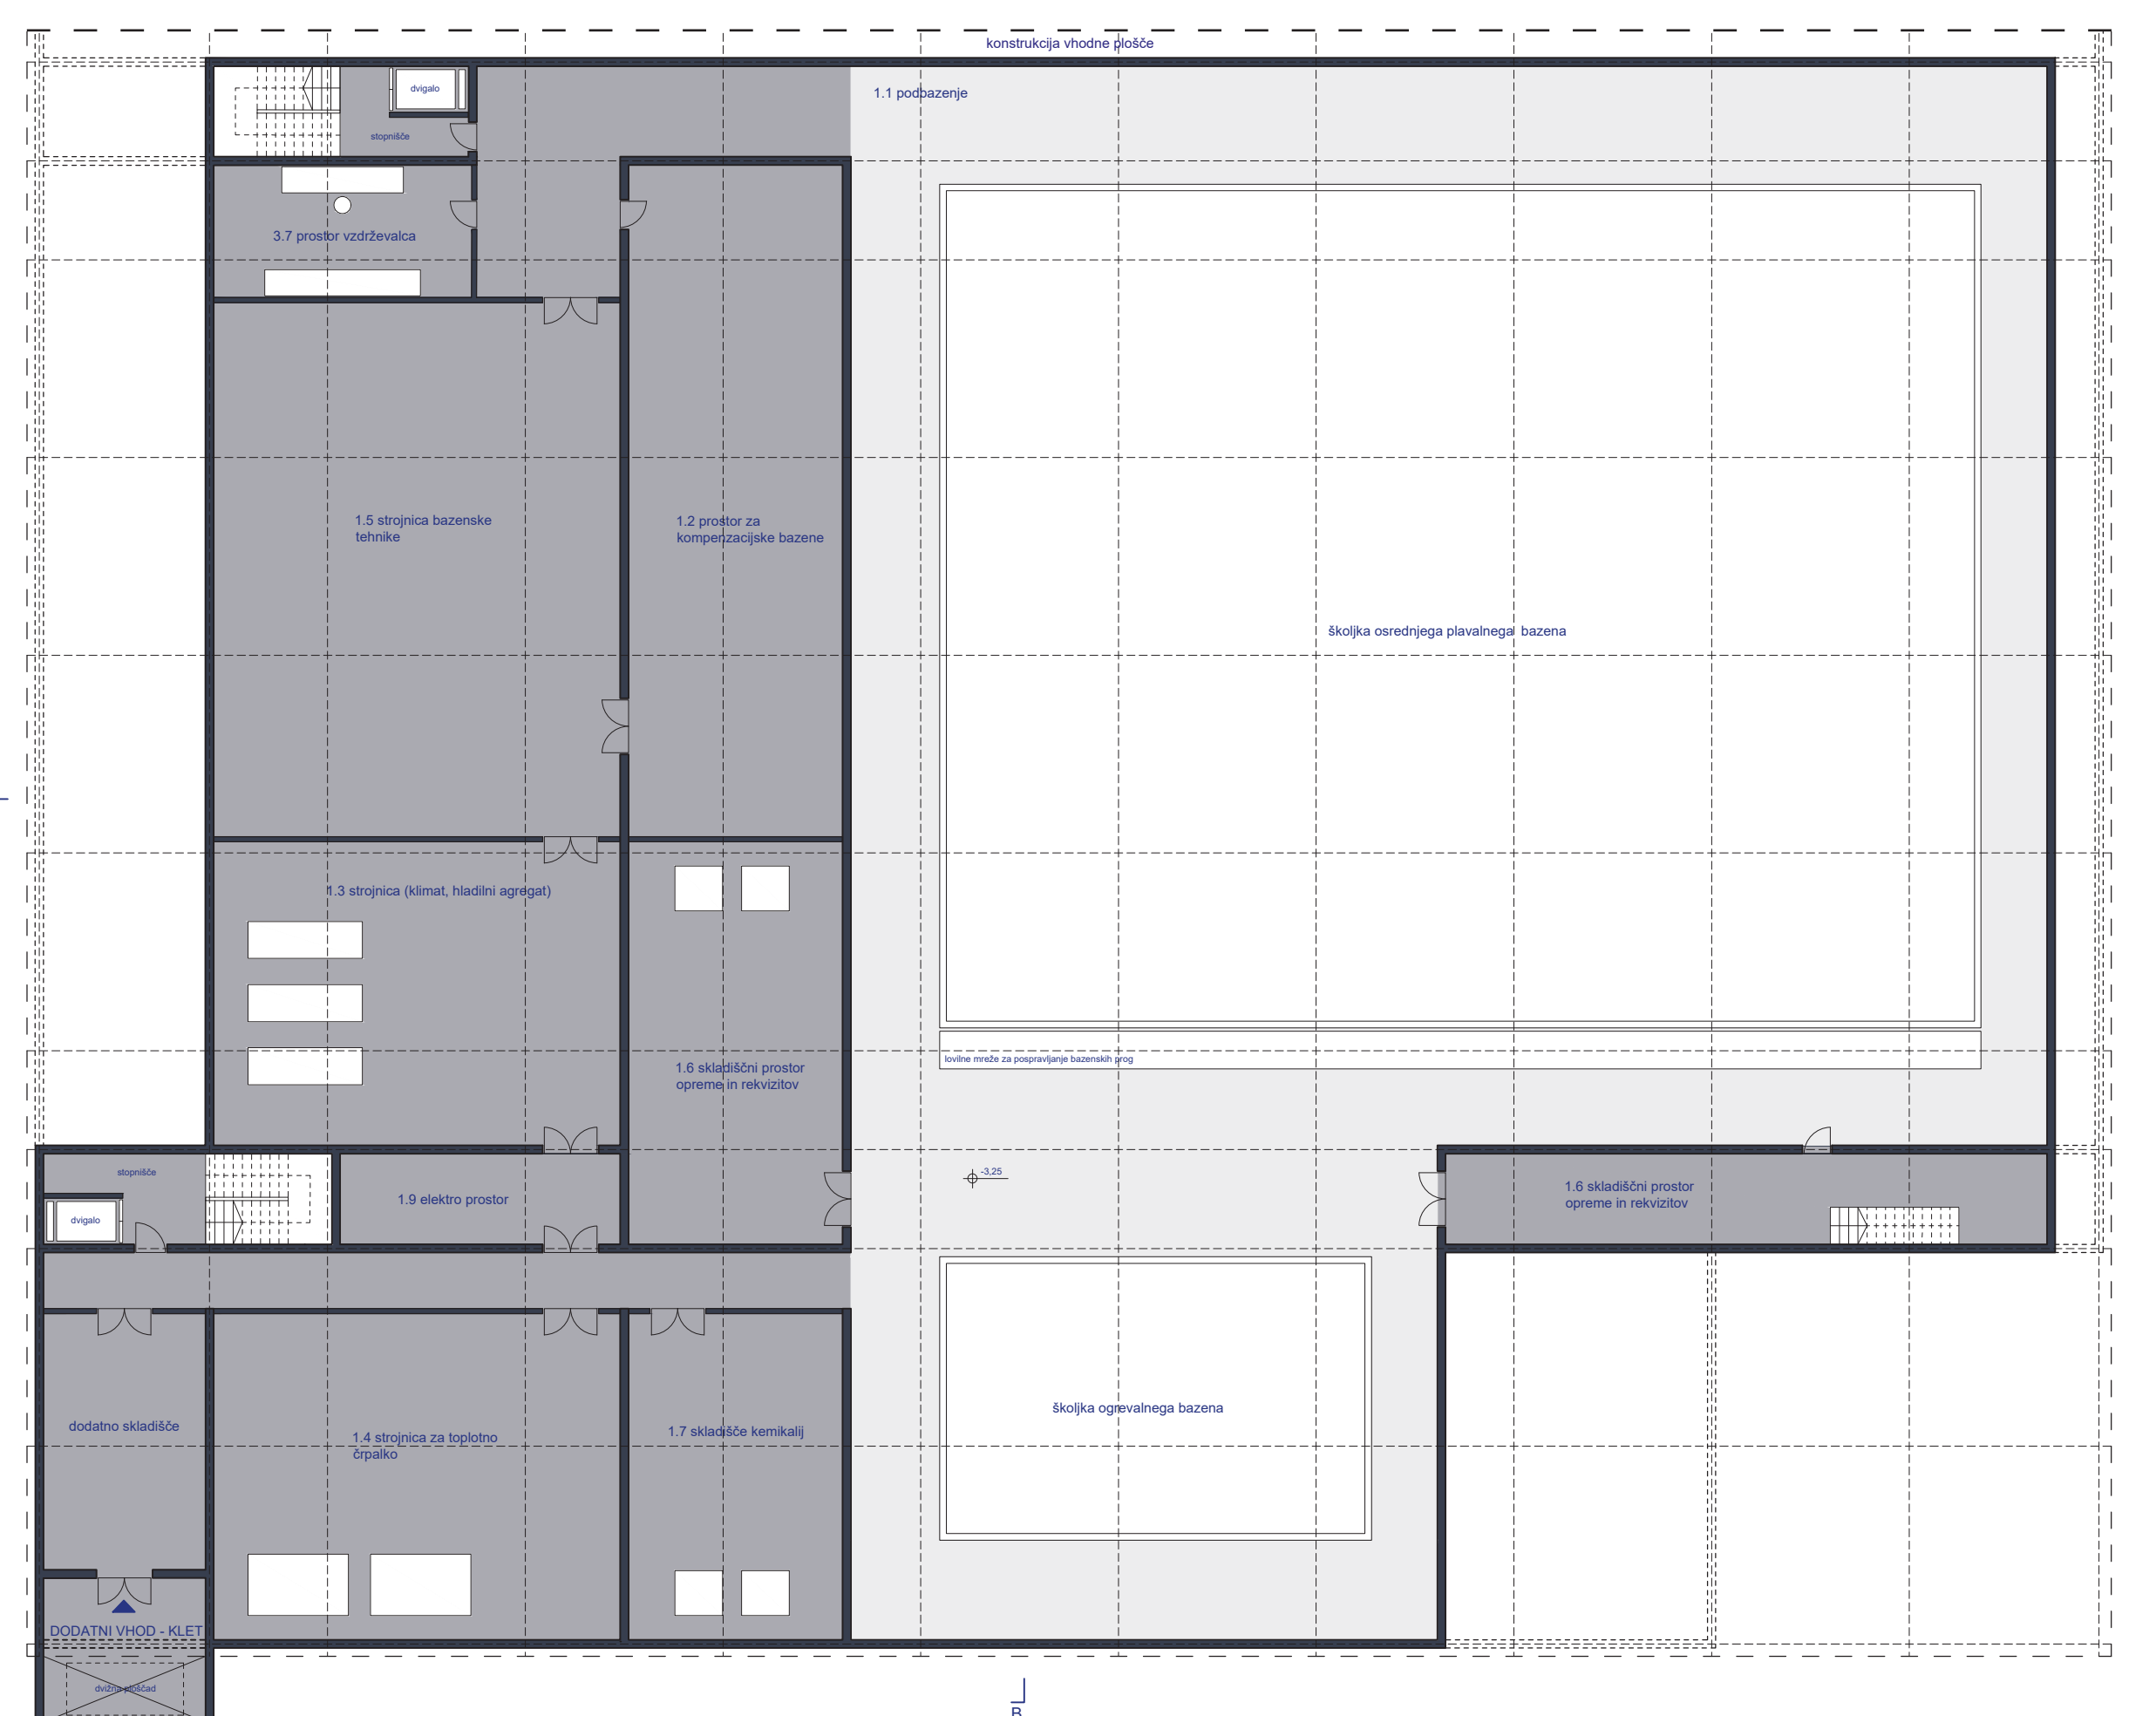 konstrukcija vhodne plošče
dvigalo
1.1 podbazenje
stopnišče
3.7 prostor vzdrževalca
1.5 strojnica bazenske
tehnike
1.2 prostor za
kompenzacijske bazene
školjka osrednjega plavalnega bazena
1.3 strojnica (klimat, hladilni agregat)
lovilne mreže za pospravljanje bazenskih prog
1.6 skladiščni prostor
opreme in rekvizitov
stopnišče
-3,25
1.9 elektro prostor
1.6 skladiščni prostor
opreme in rekvizitov
dvigalo
školjka ogrevalnega bazena
dodatno skladišče
1.4 strojnica za toplotno
črpalko
1.7 skladišče kemikalij
DODATNI VHOD - KLET
dvižna ploščad
B